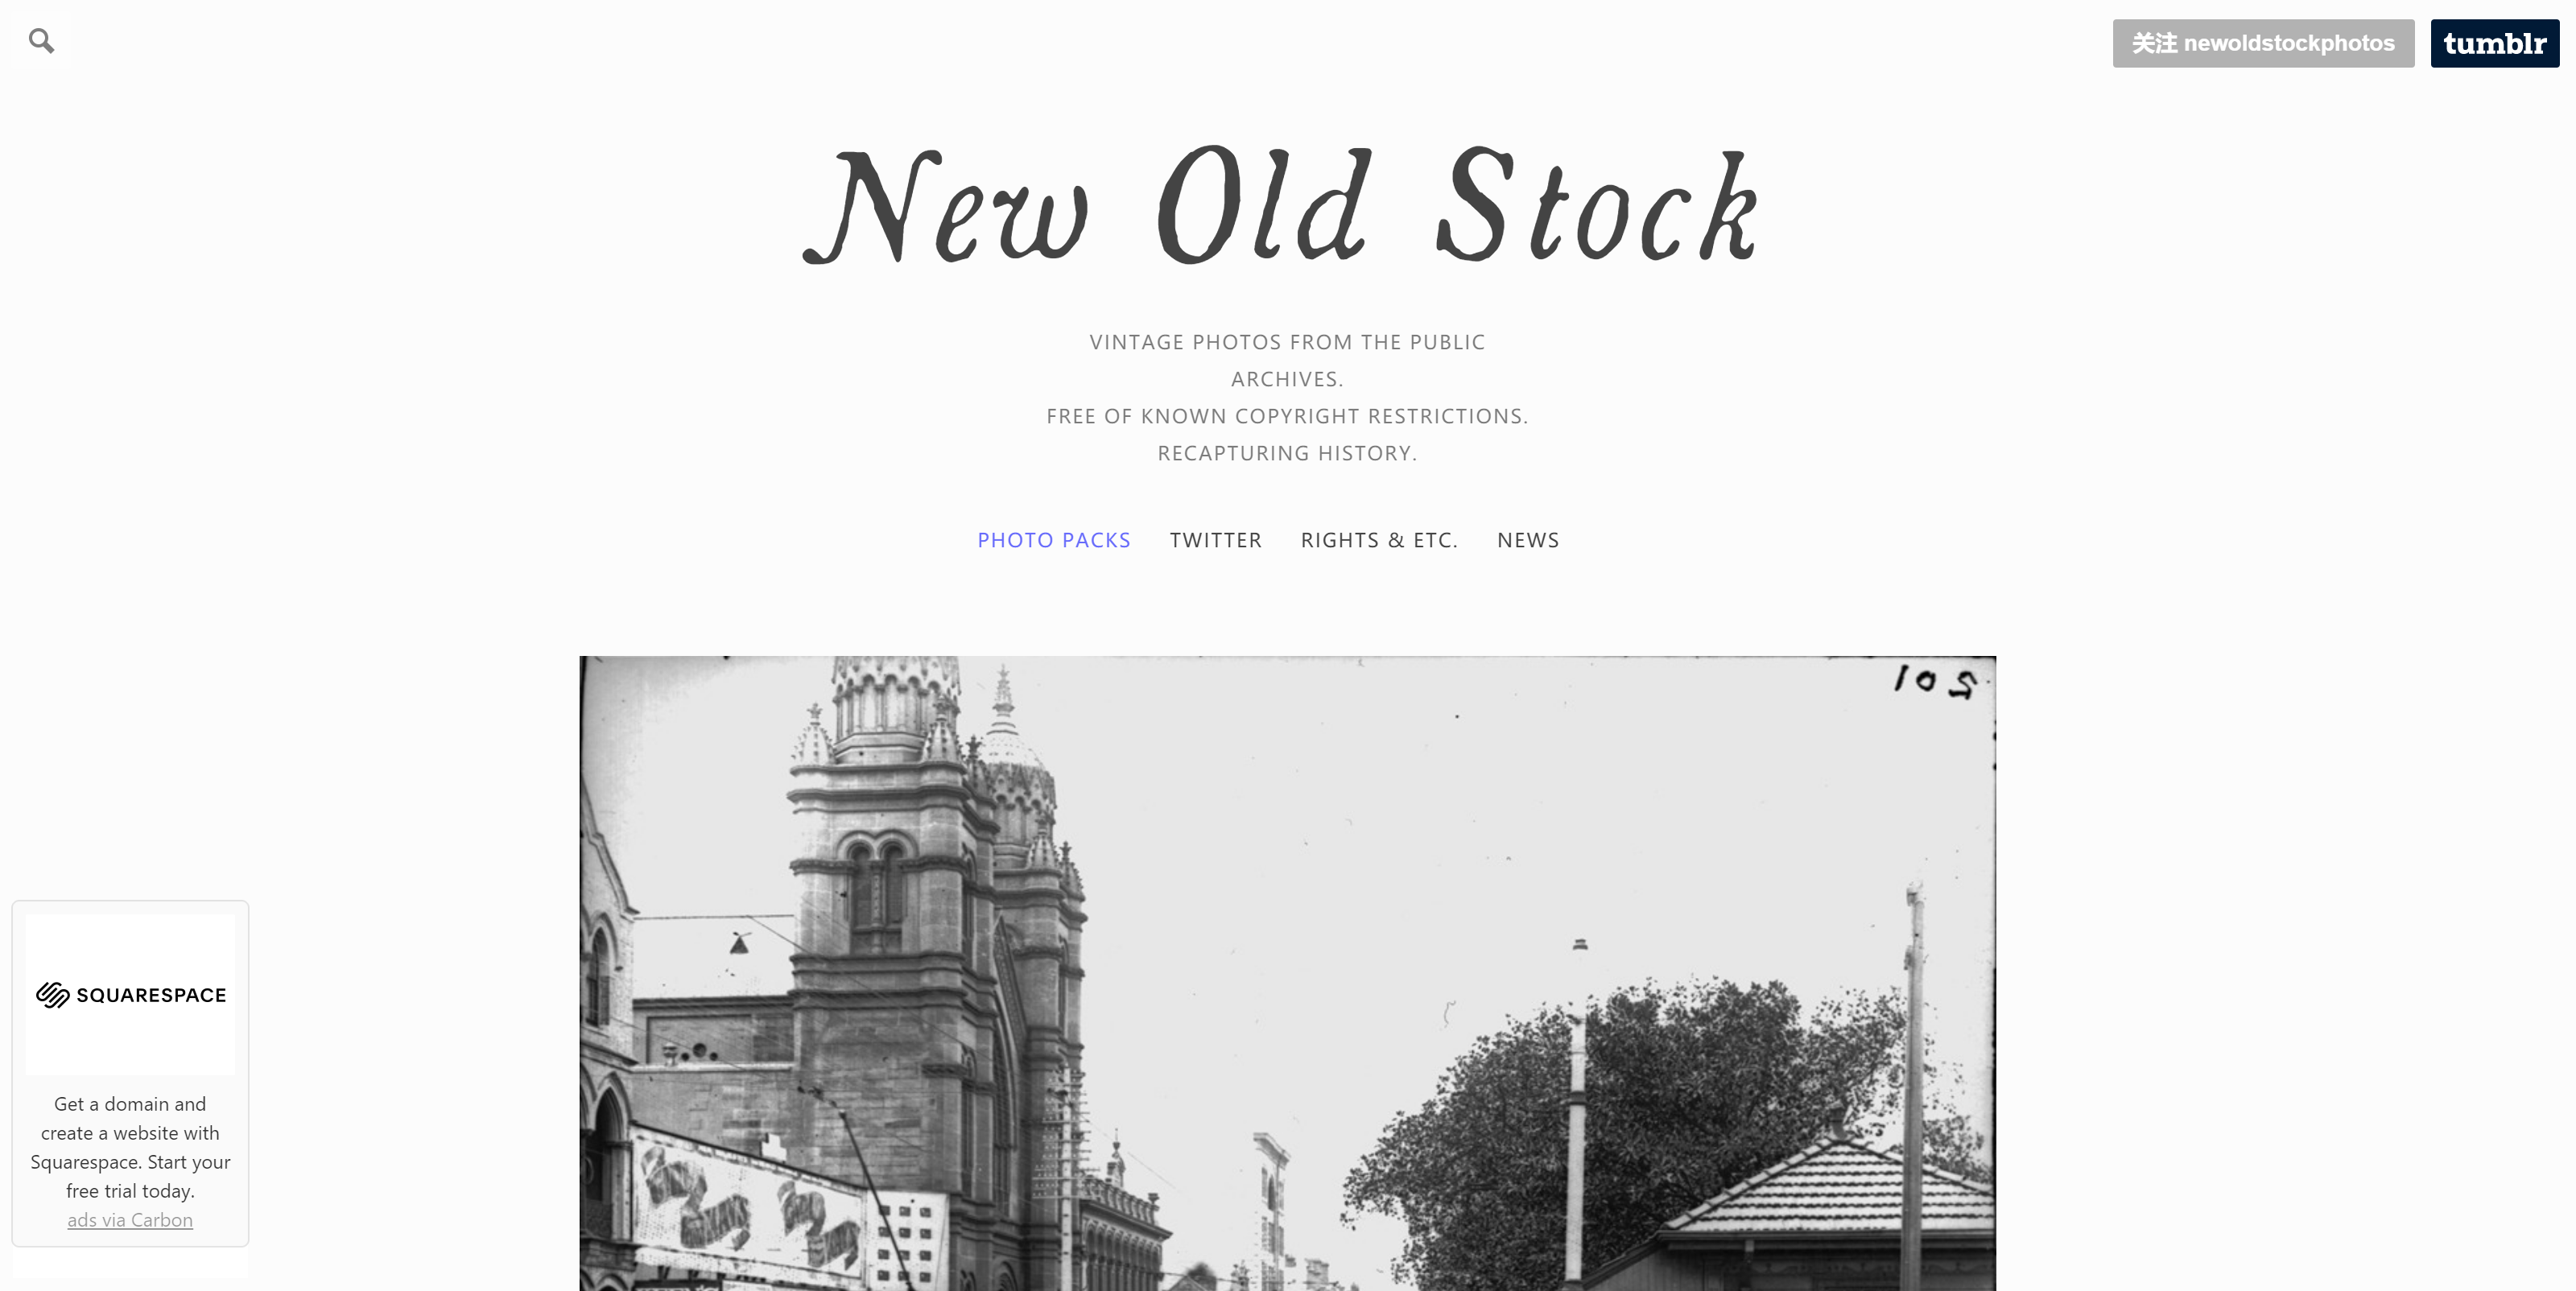 关注 newoldstockphotos
tumblr
New Old Stock
VINTAGE PHOTOS FROM THE PUBLIC
ARCHIVES.
FREE OF KNOWN COPYRIGHT RESTRICTIONS.
RECAPTURING HISTORY.
PHOTO PACKS TWITTER RIGHTS & ETC. NEWS
SQUARESPACE
Get a domain and
create a website with
Squarespace. Start your
free trial today.
ads via Carbon